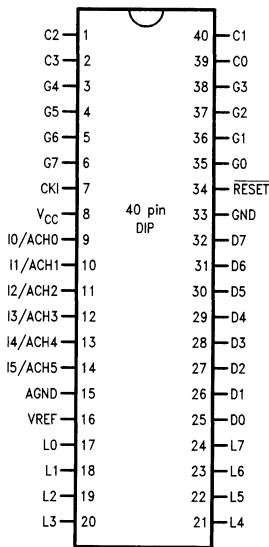 C2 1 40 C1
C3 2 39 C0
G4 3 38 G3
G5 4 37 G2
G6 5 36 G1
G7 6 35 G0
CKI 7 34 RESET
VCC 8 40 pin 33 GND
I0/ACH0 9 DIP 32 D7
I1/ACH1 10 31 D6
I2/ACH2 11 30 D5
I3/ACH3 12 29 D4
I4/ACH4 13 28 D3
I5/ACH5 14 27 D2
AGND 15 26 D1
VREF 16 25 D0
L0 17 24 L7
L1 18 23 L6
L2 19 22 L5
L3 20 21 L4